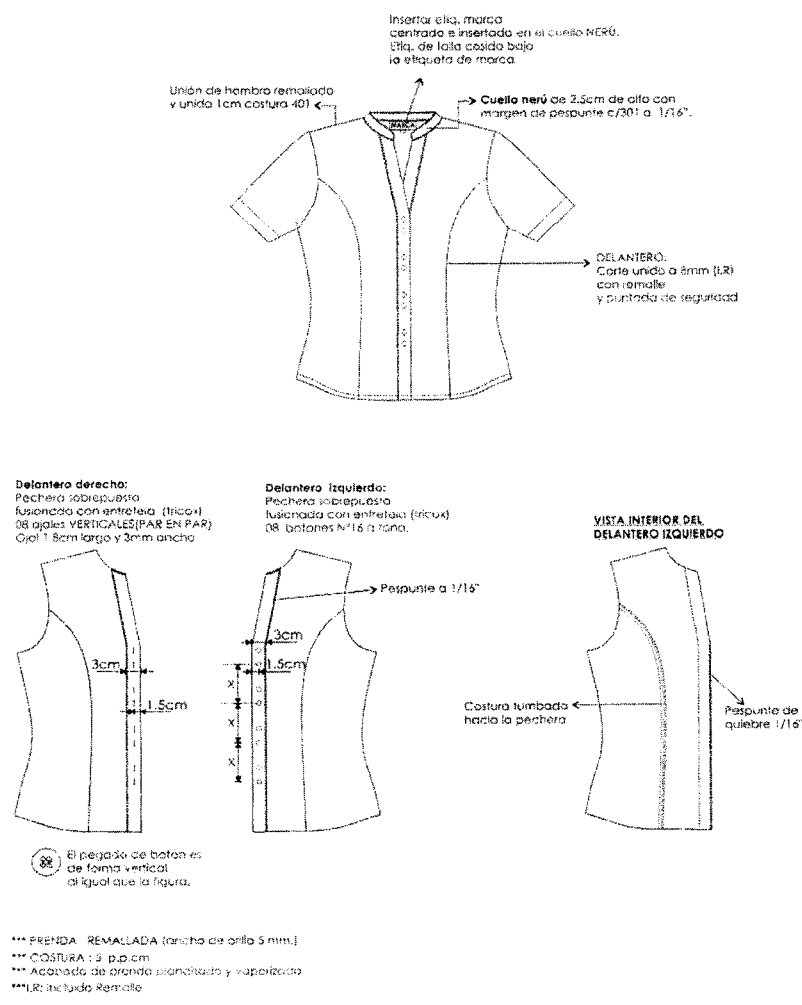 Insertar etiq. marca
centrado e insertado en el cuello NERÚ.
Etiq. de talla cosido bajo
la etiqueta de marca
Unión de hombro remallado
y unido 1cm costura 401
Cuello nerú de 2.5cm de alto con
margen de pespunte c/301 a 1/16".
MARCA
DELANTERO:
Corte unido a 8mm (I.R)
con remalle
y puntada de seguridad
Delantero derecho:
Pechera sobrepuesta
fusionada con entretela (tricox)
08 ojales VERTICALES(PAR EN PAR)
Ojal 1.8cm largo y 3mm ancho
Delantero Izquierdo:
Pechera sobrepuesta
fusionada con entretela (tricox)
08 botones N°16 a tono.
VISTA INTERIOR DEL
DELANTERO IZQUIERDO
Pespunte a 1/16"
3cm
3cm
1.5cm
1.5cm
x
x
x
Costura tumbada
hacia la pechera
Pespunte de
quiebre 1/16"
El pegado de botón es
de forma vertical
al igual que la figura.
*** PRENDA : REMALLADA (ancho de orillo 5 mm.)
*** COSTURA : 5 p.p.cm
*** Acabado de prenda planchado y vaporizado
***I.R: Incluido Remalle